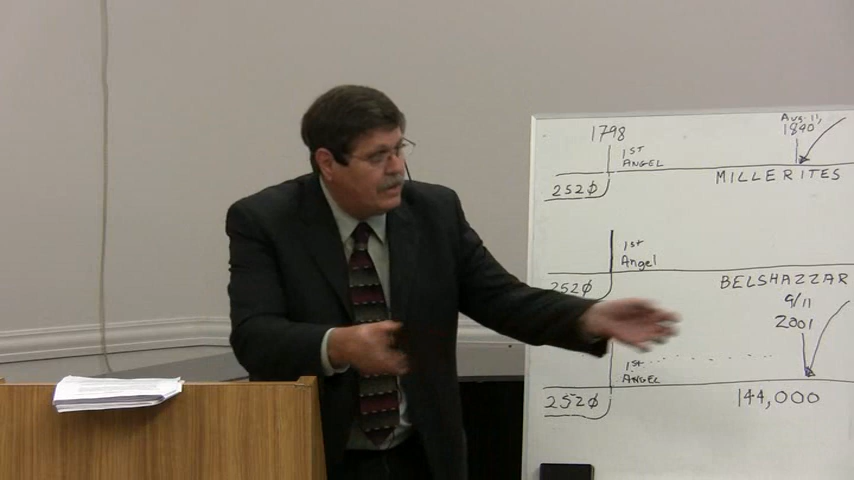 1798
Aug. 11,
1840
1ST
ANGEL
2520
MILLERITES
1st
Angel
2520
BELSHAZZAR
9/11
2001
1st
ANGEL
2520
144,000